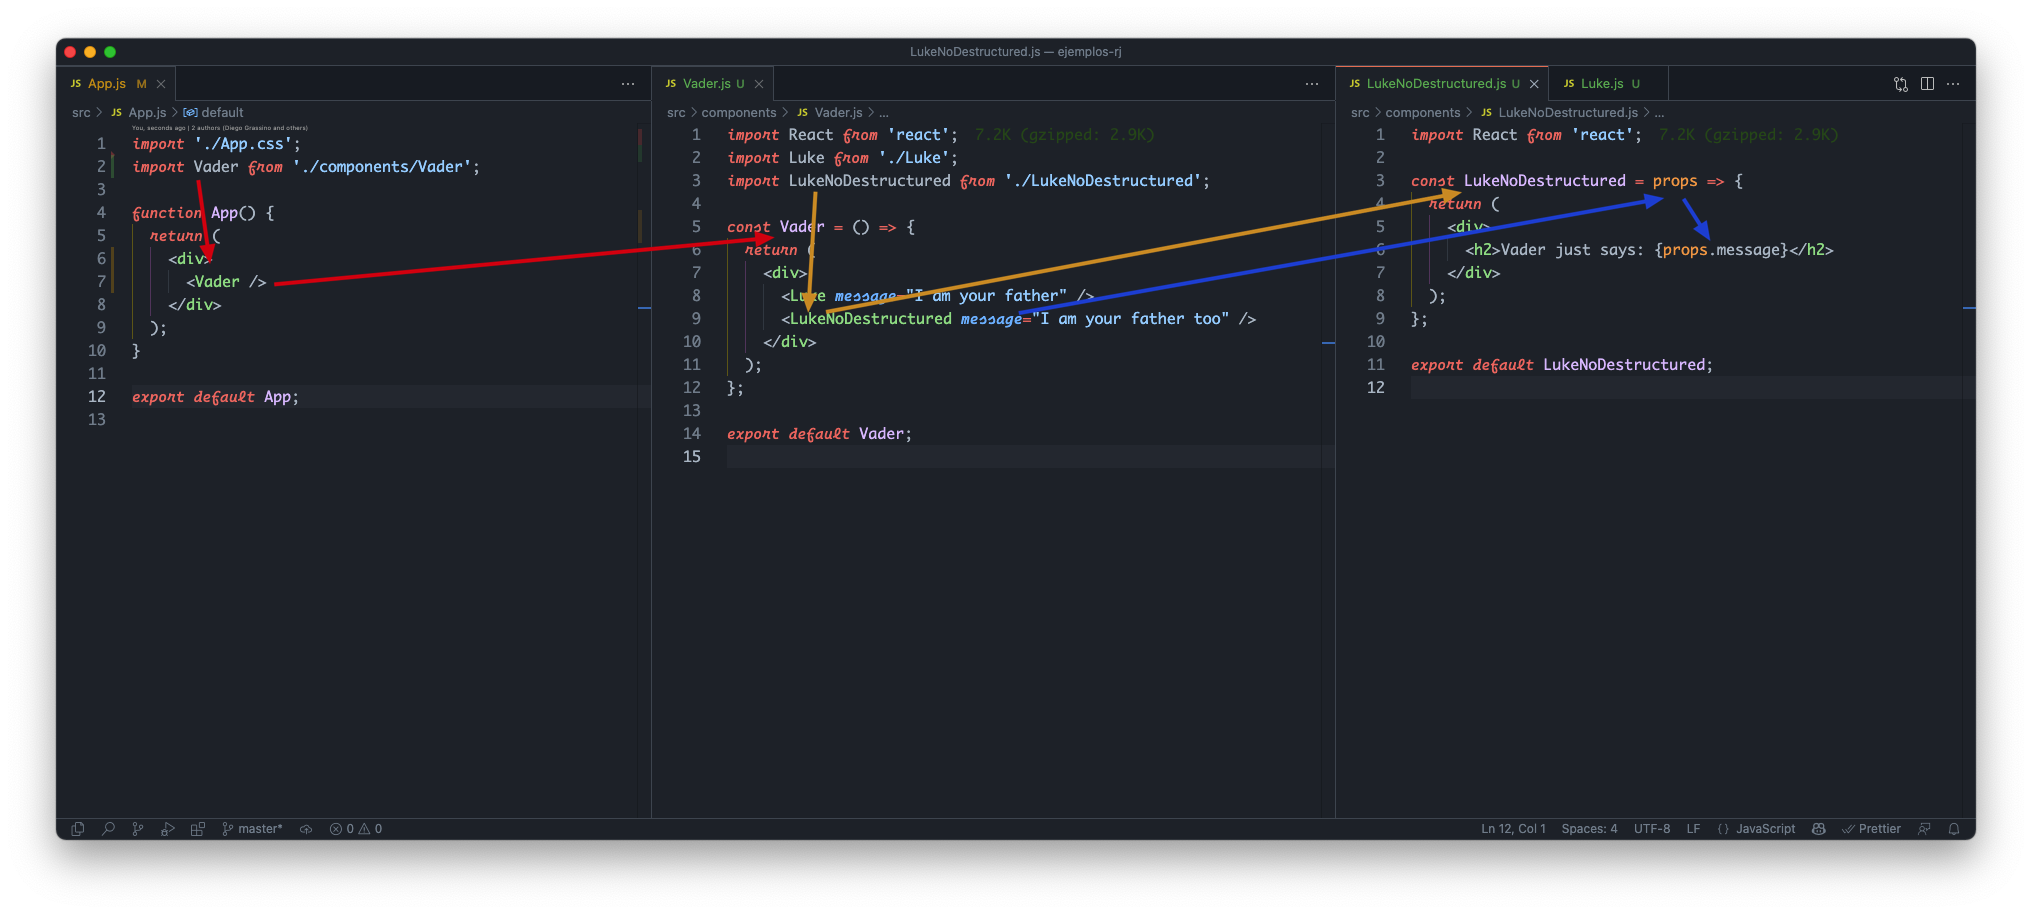 LukeNoDestructured.js — ejemplos-rj
JS App.js M
src > JS App.js > default
You, seconds ago | 2 authors (Diego Grassino and others)
1 import './App.css';
2 import Vader from './components/Vader';
3
4 function App() {
5 return (
6 <div>
7 <Vader />
8 </div>
9 );
10 }
11
12 export default App;
13
JS Vader.js U
src > components > JS Vader.js > ...
1 import React from 'react'; 7.2K (gzipped: 2.9K)
2 import Luke from './Luke';
3 import LukeNoDestructured from './LukeNoDestructured';
4
5 const Vader = () => {
6 return (
7 <div>
8 <Luke message="I am your father" />
9 <LukeNoDestructured message="I am your father too" />
10 </div>
11 );
12 };
13
14 export default Vader;
15
JS LukeNoDestructured.js U JS Luke.js U
src > components > JS LukeNoDestructured.js > ...
1 import React from 'react'; 7.2K (gzipped: 2.9K)
2
3 const LukeNoDestructured = props => {
4 return (
5 <div>
6 <h2>Vader just says: {props.message}</h2>
7 </div>
8 );
9 };
10
11 export default LukeNoDestructured;
12
master* 0 0 Ln 12, Col 1 Spaces: 4 UTF-8 LF {} JavaScript Prettier